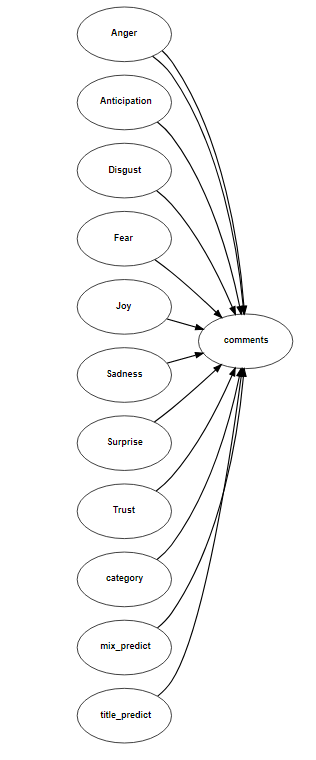 Anger
Anticipation
Disgust
Fear
Joy
comments
Sadness
Surprise
Trust
category
mix_predict
title_predict